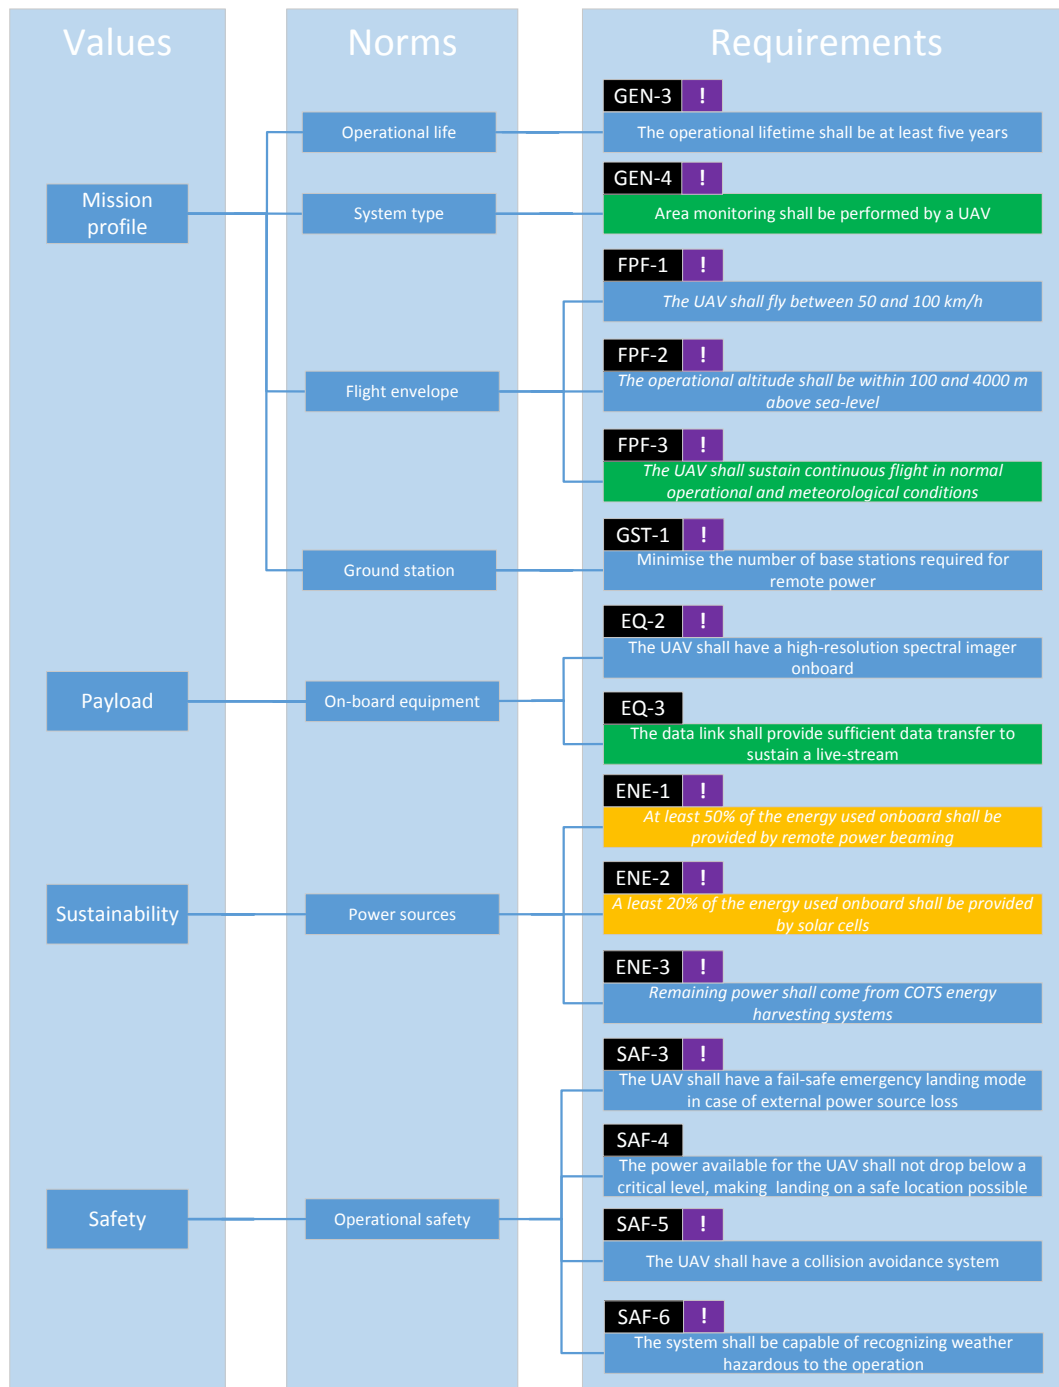 Values
Norms
Requirements
GEN-3 !
Operational life
The operational lifetime shall be at least five years
GEN-4 !
Mission
profile
System type
Area monitoring shall be performed by a UAV
FPF-1 !
The UAV shall fly between 50 and 100 km/h
FPF-2 !
Flight envelope
The operational altitude shall be within 100 and 4000 m
above sea-level
FPF-3 !
The UAV shall sustain continuous flight in normal
operational and meteorological conditions
GST-1 !
Ground station
Minimise the number of base stations required for
remote power
EQ-2 !
The UAV shall have a high-resolution spectral imager
onboard
Payload
On-board equipment
EQ-3
The data link shall provide sufficient data transfer to
sustain a live-stream
ENE-1 !
At least 50% of the energy used onboard shall be
provided by remote power beaming
ENE-2 !
Sustainability
Power sources
A least 20% of the energy used onboard shall be provided
by solar cells
ENE-3 !
Remaining power shall come from COTS energy
harvesting systems
SAF-3 !
The UAV shall have a fail-safe emergency landing mode
in case of external power source loss
SAF-4
The power available for the UAV shall not drop below a
critical level, making  landing on a safe location possible
Safety
Operational safety
SAF-5 !
The UAV shall have a collision avoidance system
SAF-6 !
The system shall be capable of recognizing weather
hazardous to the operation